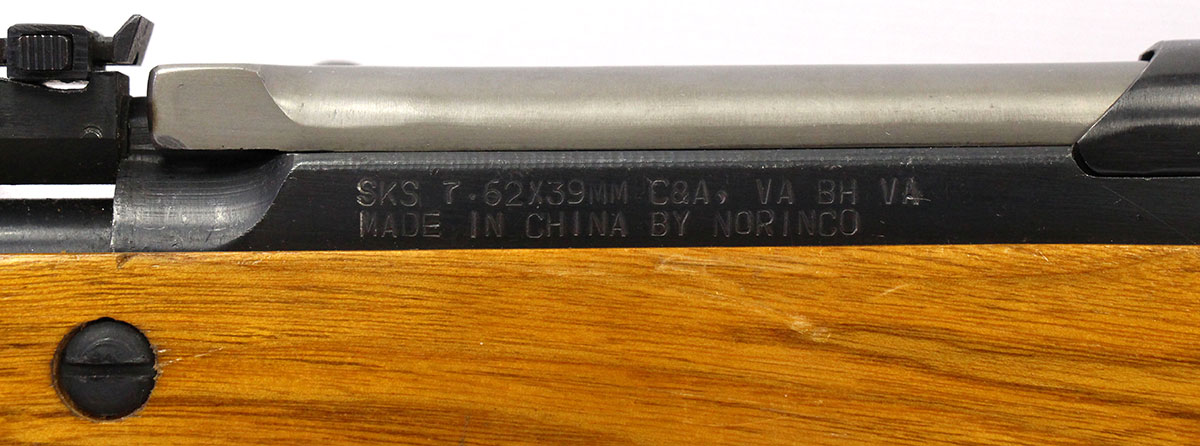 SKS 7.62X39MM C&A, VA BH VA
MADE IN CHINA BY NORINCO